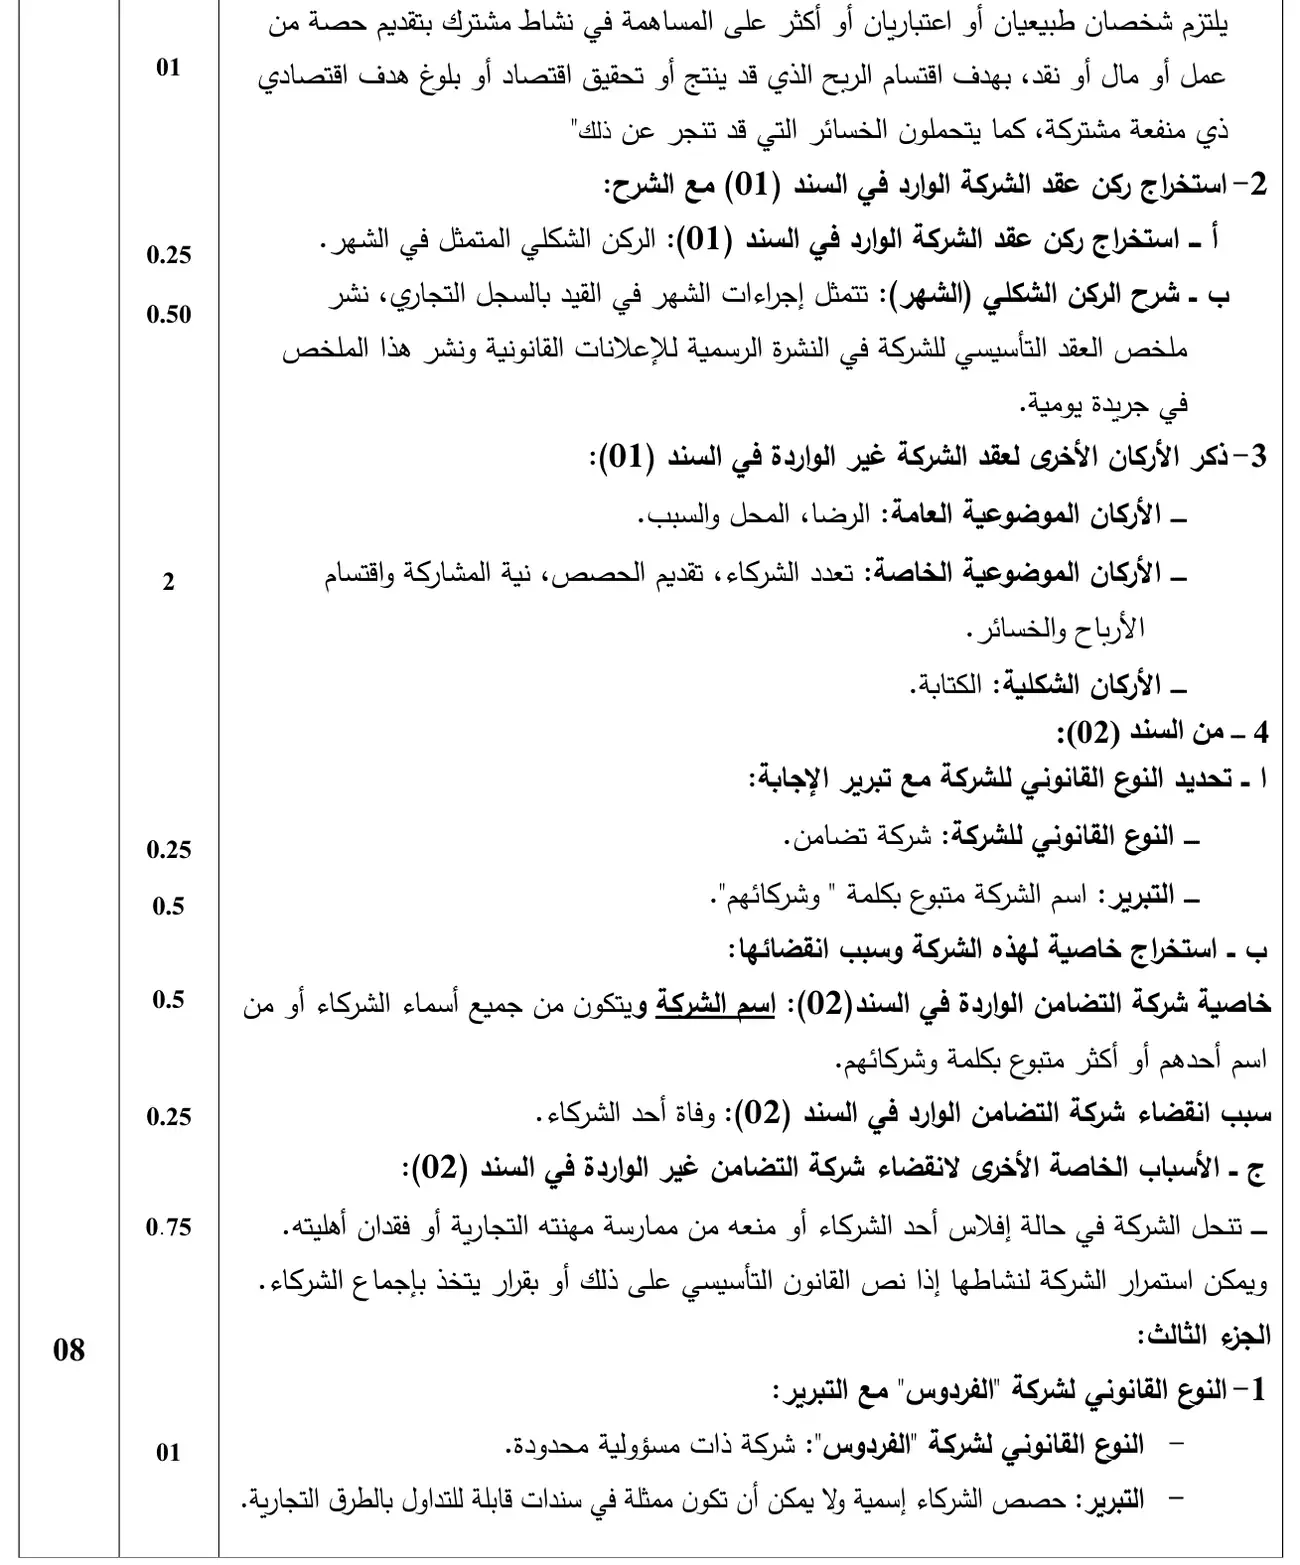 يلتزم شخصان طبيعيان أو اعتباريان أو أكثر على المساهمة في نشاط مشترك بتقديم حصة من
عمل أو مال أو نقد، بهدف اقتسام الربح الذي قد ينتج أو تحقيق اقتصاد أو بلوغ هدف اقتصادي
01
ذي منفعة مشتركة، كما يتحملون الخسائر التي قد تنجر عن ذلك"
2- استخراج ركن عقد الشركة الوارد في السند (01) مع الشرح:
أ ـ استخراج ركن عقد الشركة الوارد في السند (01): الركن الشكلي المتمثل في الشهر.
0.25
ب ـ شرح الركن الشكلي (الشهر): تتمثل إجراءات الشهر في القيد بالسجل التجاري، نشر
0.50
ملخص العقد التأسيسي للشركة في النشرة الرسمية للإعلانات القانونية ونشر هذا الملخص
في جريدة يومية.
3- ذكر الأركان الأخرى لعقد الشركة غير الواردة في السند (01):
ـ الأركان الموضوعية العامة: الرضا، المحل والسبب.
ـ الأركان الموضوعية الخاصة: تعدد الشركاء، تقديم الحصص، نية المشاركة واقتسام
2
الأرباح والخسائر.
ـ الأركان الشكلية: الكتابة.
4 ـ من السند (02):
ا ـ تحديد النوع القانوني للشركة مع تبرير الإجابة:
ـ النوع القانوني للشركة: شركة تضامن.
0.25
ـ التبرير: اسم الشركة متبوع بكلمة " وشركائهم".
0.5
ب ـ استخراج خاصية لهذه الشركة وسبب انقضائها:
خاصية شركة التضامن الواردة في السند(02): اسم الشركة ويتكون من جميع أسماء الشركاء أو من
0.5
اسم أحدهم أو أكثر متبوع بكلمة وشركائهم.
سبب انقضاء شركة التضامن الوارد في السند (02): وفاة أحد الشركاء.
0.25
ج ـ الأسباب الخاصة الأخرى لانقضاء شركة التضامن غير الواردة في السند (02):
ـ تنحل الشركة في حالة إفلاس أحد الشركاء أو منعه من ممارسة مهنته التجارية أو فقدان أهليته.
0.75
ويمكن استمرار الشركة لنشاطها إذا نص القانون التأسيسي على ذلك أو بقرار يتخذ بإجماع الشركاء.
الجزء الثالث:
08
1- النوع القانوني لشركة "الفردوس" مع التبرير:
- النوع القانوني لشركة "الفردوس": شركة ذات مسؤولية محدودة.
01
- التبرير: حصص الشركاء إسمية ولا يمكن أن تكون ممثلة في سندات قابلة للتداول بالطرق التجارية.